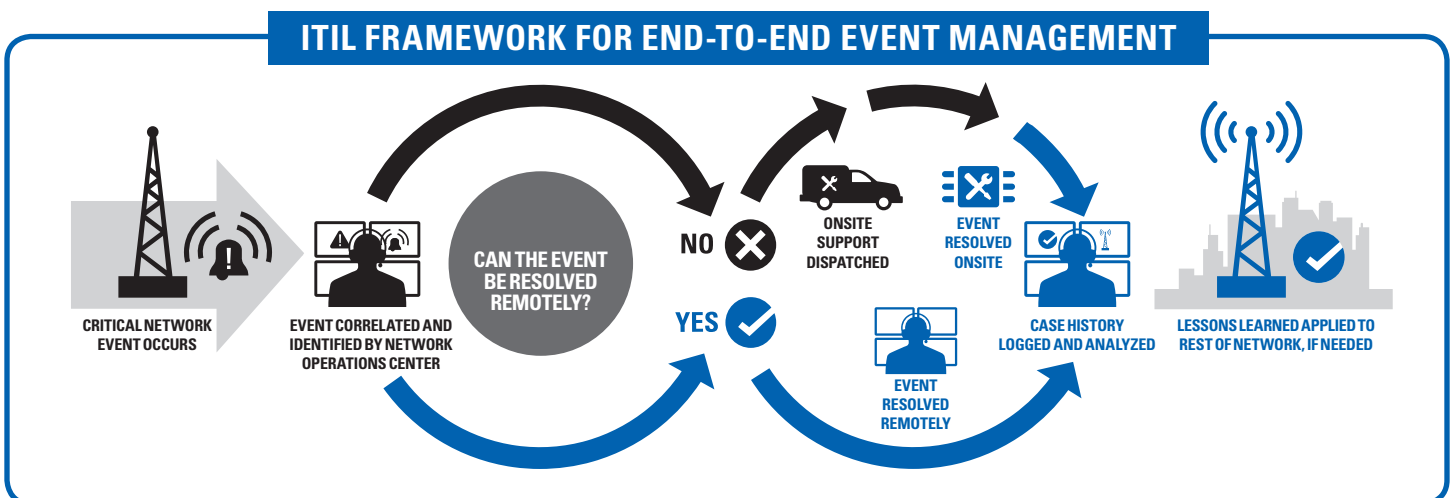 ITIL FRAMEWORK FOR END-TO-END EVENT MANAGEMENT
CRITICAL NETWORK
EVENT OCCURS
EVENT CORRELATED AND
IDENTIFIED BY NETWORK
OPERATIONS CENTER
CAN THE EVENT
BE RESOLVED
REMOTELY?
NO
YES
ONSITE
SUPPORT
DISPATCHED
EVENT
RESOLVED
ONSITE
EVENT
RESOLVED
REMOTELY
CASE HISTORY
LOGGED AND ANALYZED
LESSONS LEARNED APPLIED TO
REST OF NETWORK, IF NEEDED